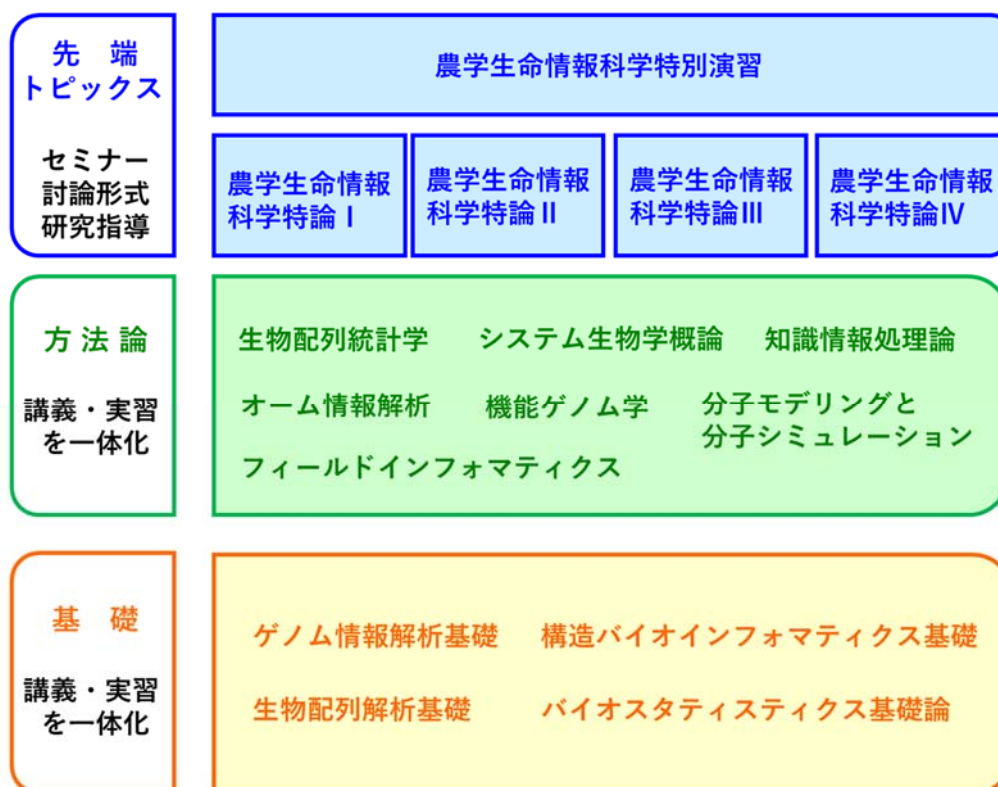 先 端
トピックス
セミナー
討論形式
研究指導
農学生命情報科学特別演習
農学生命情報
科学特論Ⅰ
農学生命情報
科学特論Ⅱ
農学生命情報
科学特論Ⅲ
農学生命情報
科学特論Ⅳ
方 法 論
講義・実習
を一体化
生物配列統計学 システム生物学概論 知識情報処理論
オーム情報解析 機能ゲノム学 分子モデリングと
分子シミュレーション
フィールドインフォマティクス
基 礎
講義・実習
を一体化
ゲノム情報解析基礎 構造バイオインフォマティクス基礎
生物配列解析基礎 バイオスタティスティクス基礎論